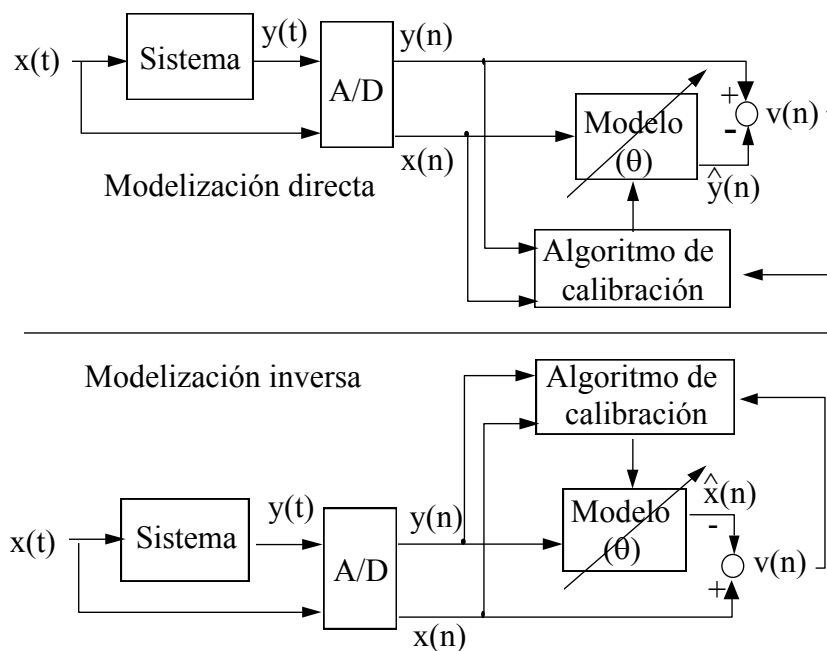 x(t)
Sistema
y(t)
A/D
y(n)
x(n)
Modelo
(θ)
+
-
v(n)
ŷ(n)
Modelización directa
Algoritmo de
calibración
Modelización inversa
Algoritmo de
calibración
x(t)
Sistema
y(t)
A/D
y(n)
x(n)
Modelo
(θ)
x̂(n)
-
+
v(n)